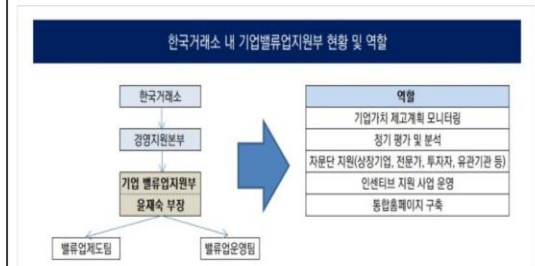 한국거래소 내 기업밸류업지원부 현황 및 역할
한국거래소
경영지원본부
기업 밸류업지원부
윤재숙 부장
밸류업제도팀
밸류업운영팀
역할
기업가치 제고계획 모니터링
정기 평가 및 분석
자문단 지원(상장기업, 전문가, 투자자, 유관기관 등)
인센티브 지원 사업 운영
통합홈페이지 구축